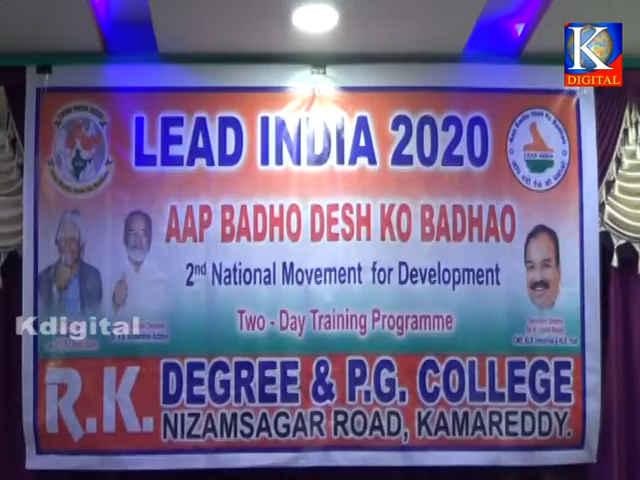 K
DIGITAL
LEAD INDIA 2020
AAP BADHO DESH KO BADHAO
2nd National Movement for Development
Two - Day Training Programme
Kdigital
R.K. DEGREE & P.G. COLLEGE
NIZAMSAGAR ROAD, KAMAREDDY.